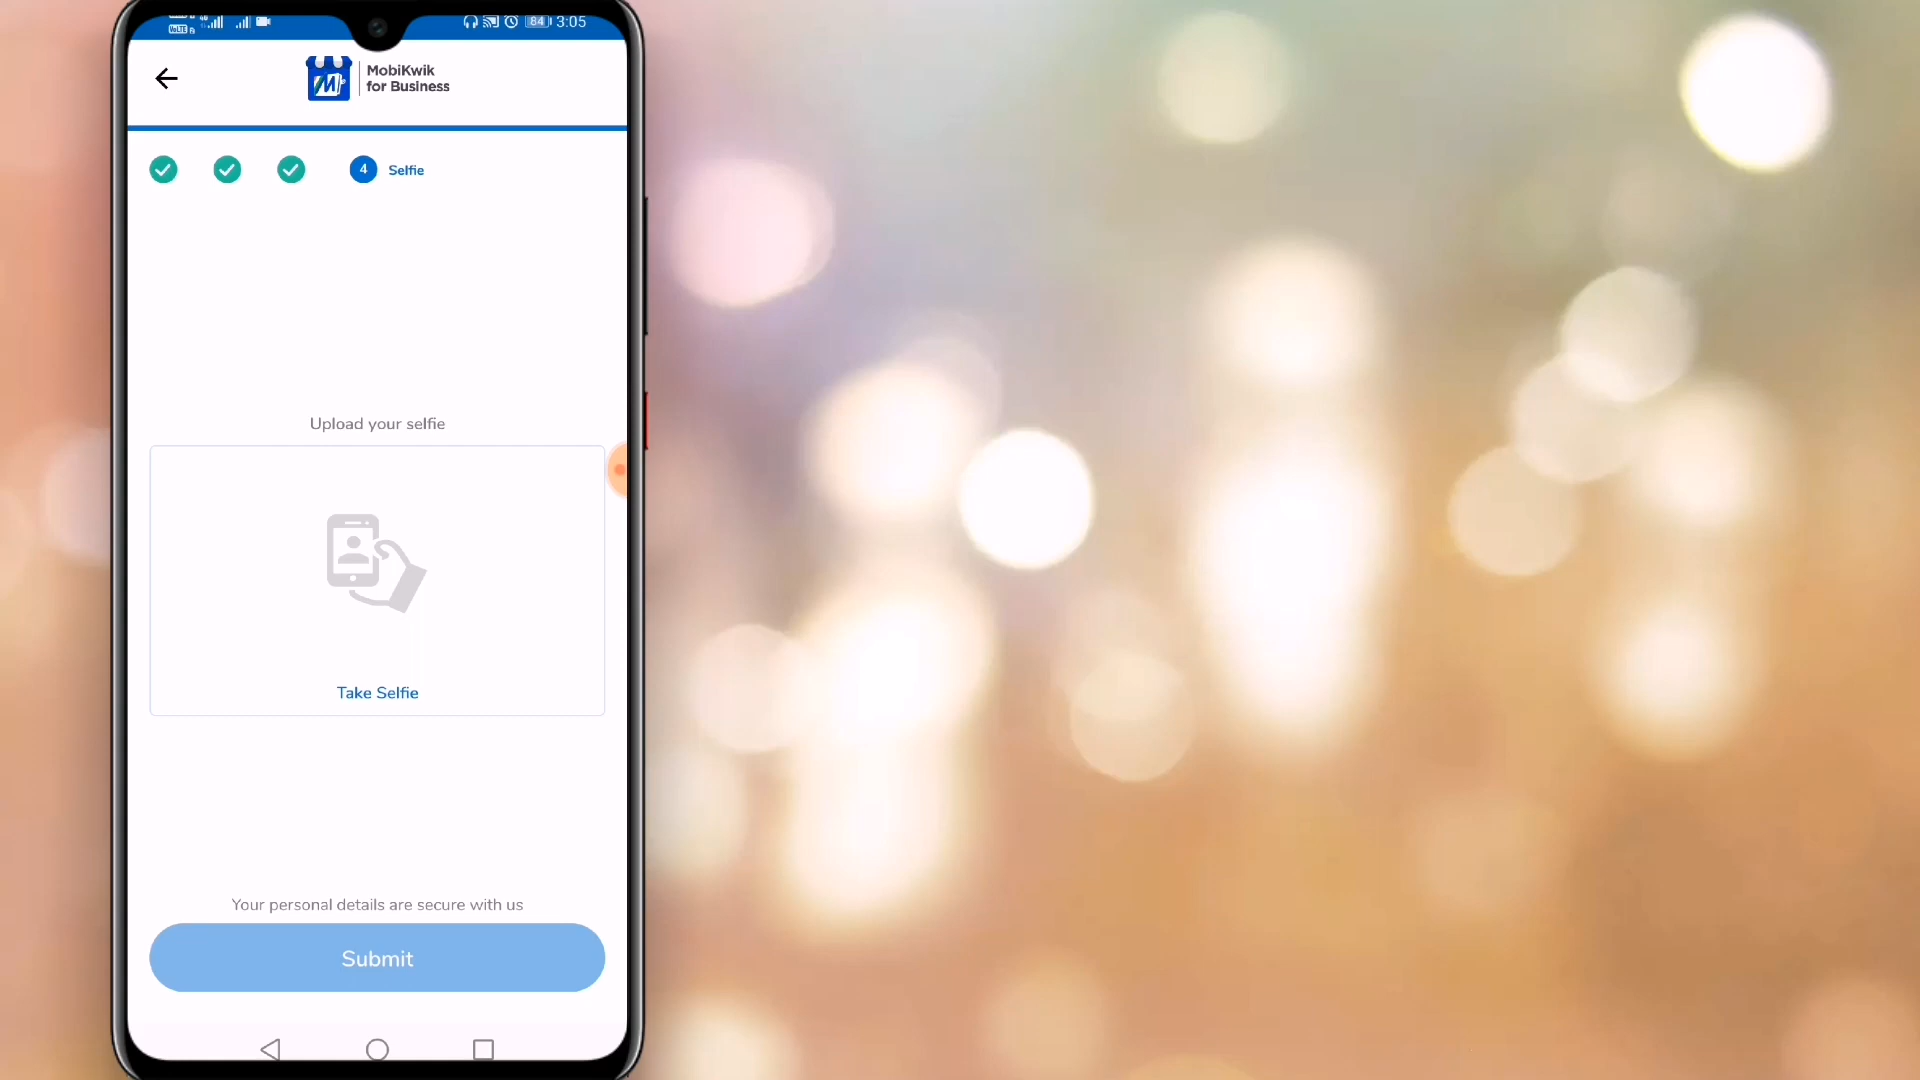 84 3:05
MobiKwik
for Business
4 Selfie
Upload your selfie
Take Selfie
Your personal details are secure with us
Submit